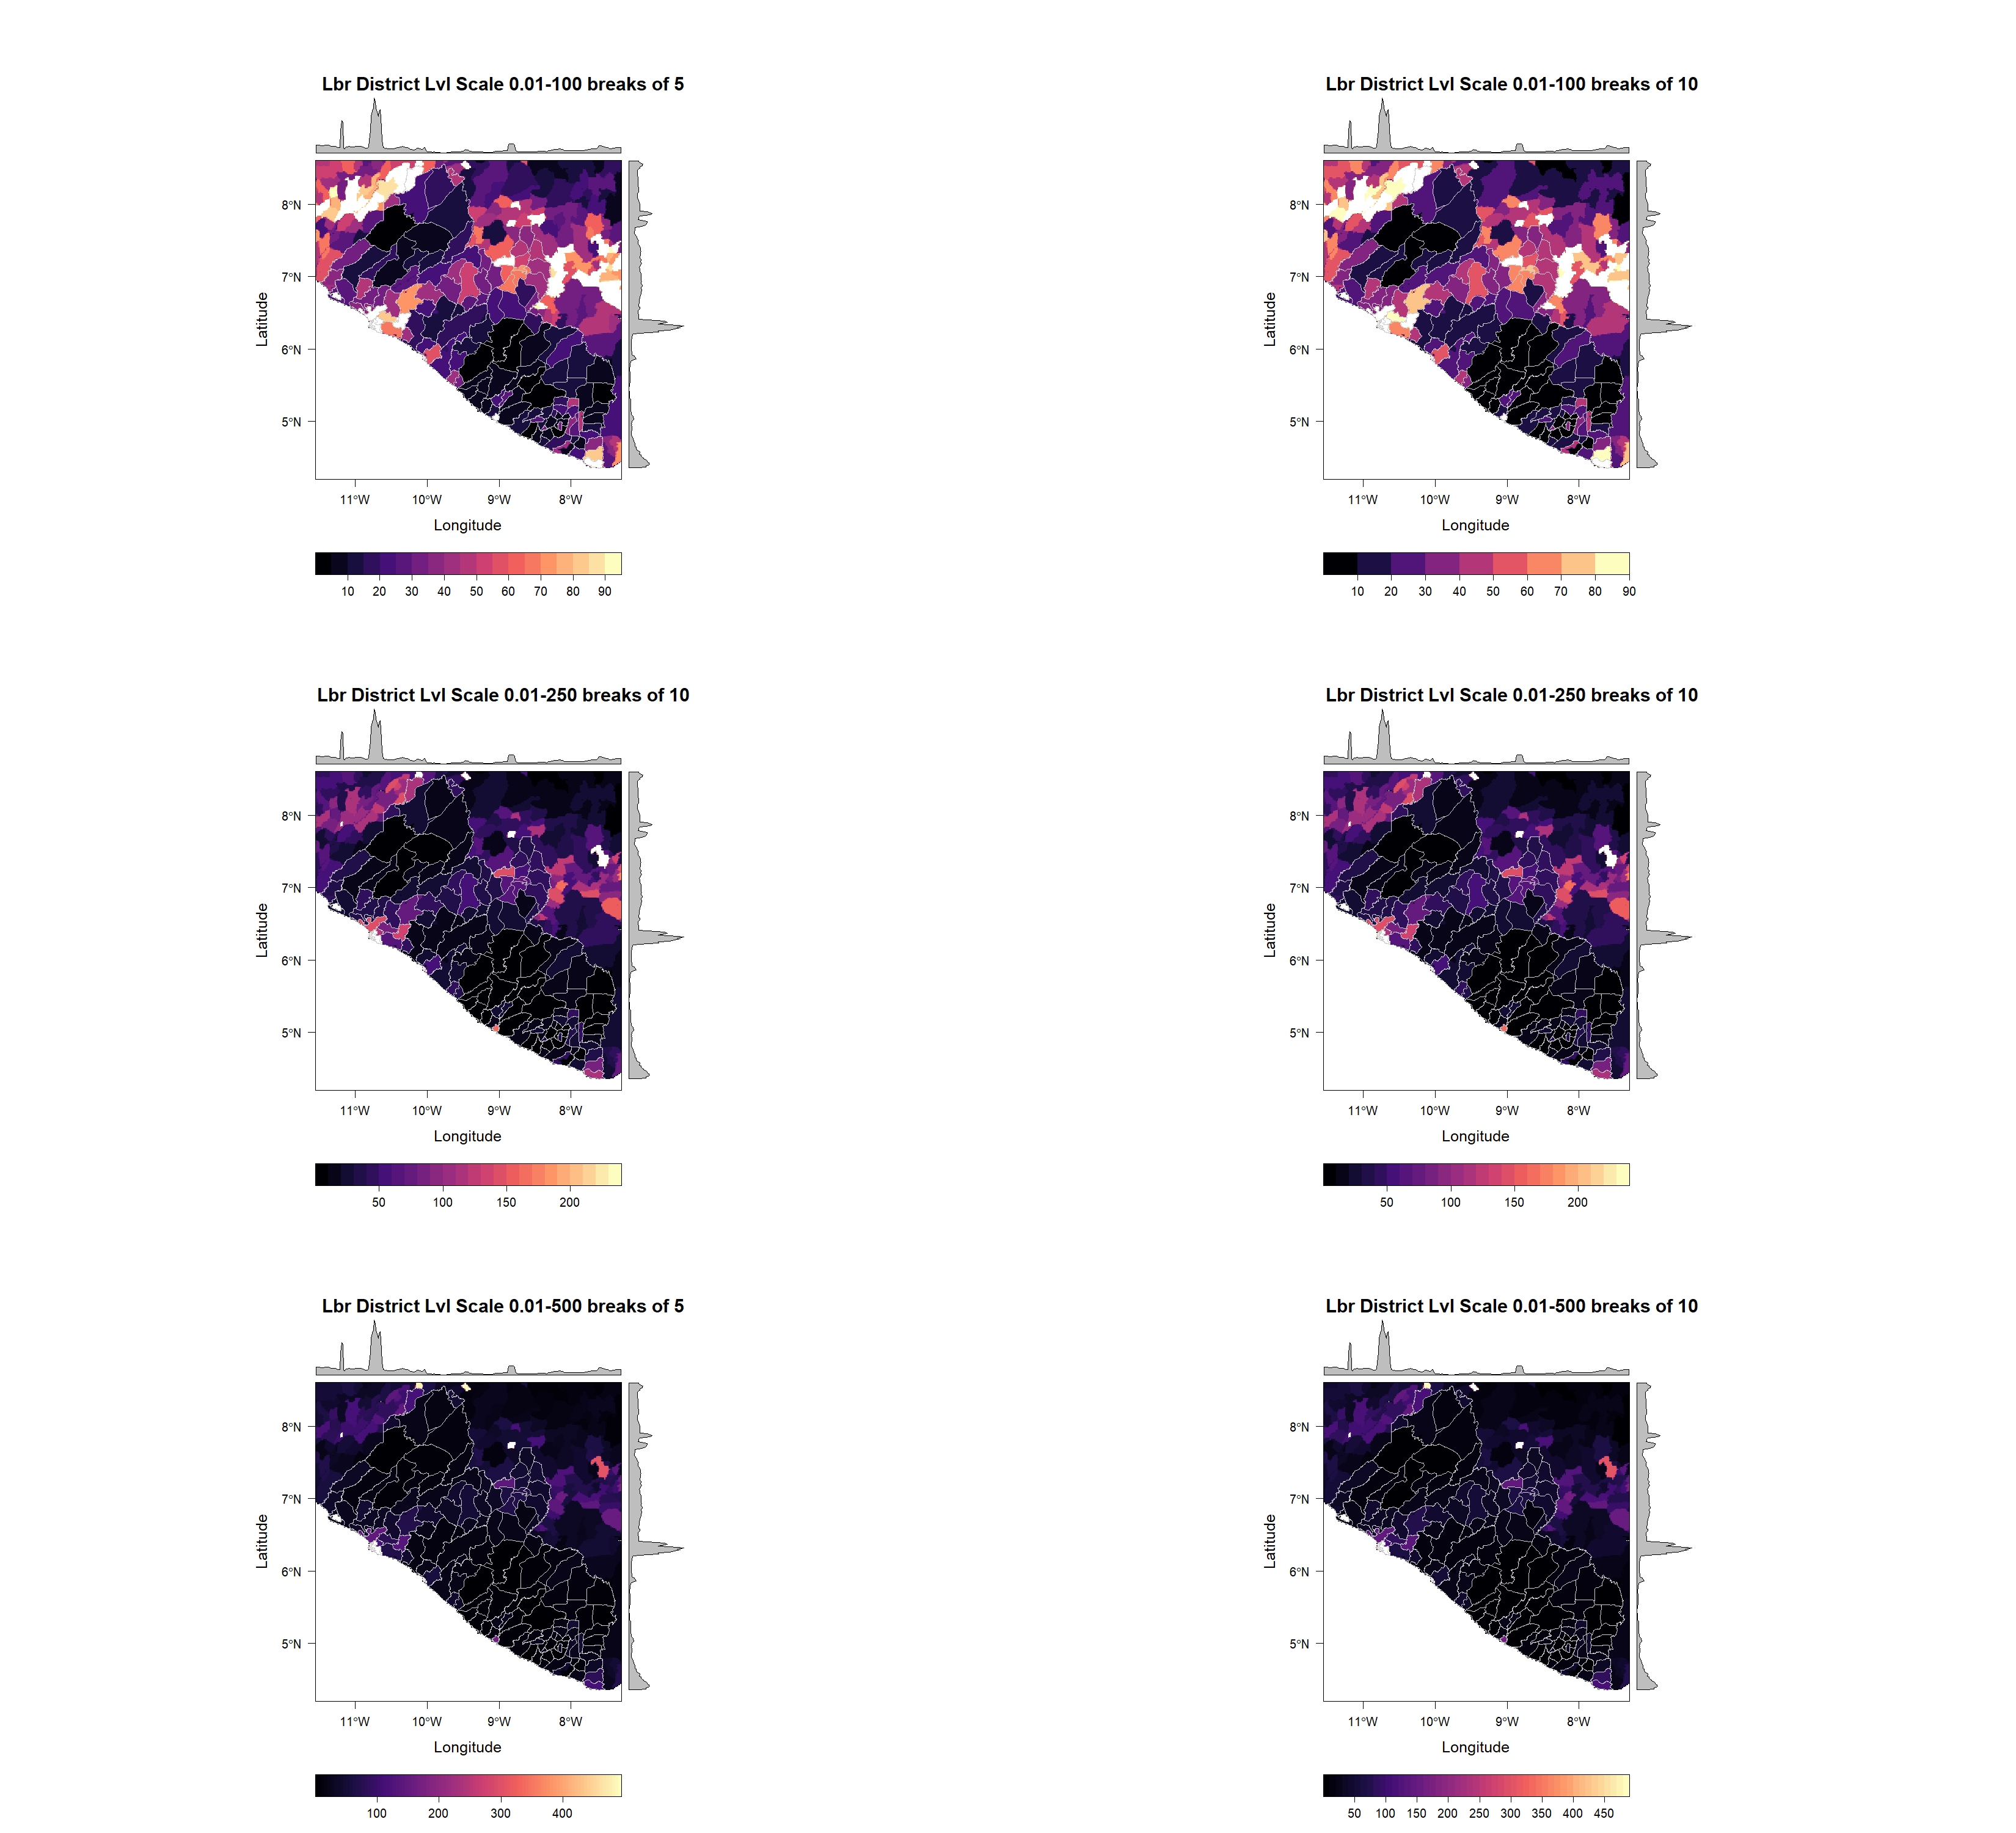 Lbr District Lvl Scale 0.01-100 breaks of 5
8°N
7°N
6°N
5°N
Latitude
11°W 10°W 9°W 8°W
Longitude
10 20 30 40 50 60 70 80 90
Lbr District Lvl Scale 0.01-100 breaks of 10
8°N
7°N
6°N
5°N
Latitude
11°W 10°W 9°W 8°W
Longitude
10 20 30 40 50 60 70 80 90
Lbr District Lvl Scale 0.01-250 breaks of 10
8°N
7°N
6°N
5°N
Latitude
11°W 10°W 9°W 8°W
Longitude
50 100 150 200
Lbr District Lvl Scale 0.01-250 breaks of 10
8°N
7°N
6°N
5°N
Latitude
11°W 10°W 9°W 8°W
Longitude
50 100 150 200
Lbr District Lvl Scale 0.01-500 breaks of 5
8°N
7°N
6°N
5°N
Latitude
11°W 10°W 9°W 8°W
Longitude
100 200 300 400
Lbr District Lvl Scale 0.01-500 breaks of 10
8°N
7°N
6°N
5°N
Latitude
11°W 10°W 9°W 8°W
Longitude
50 100 150 200 250 300 350 400 450